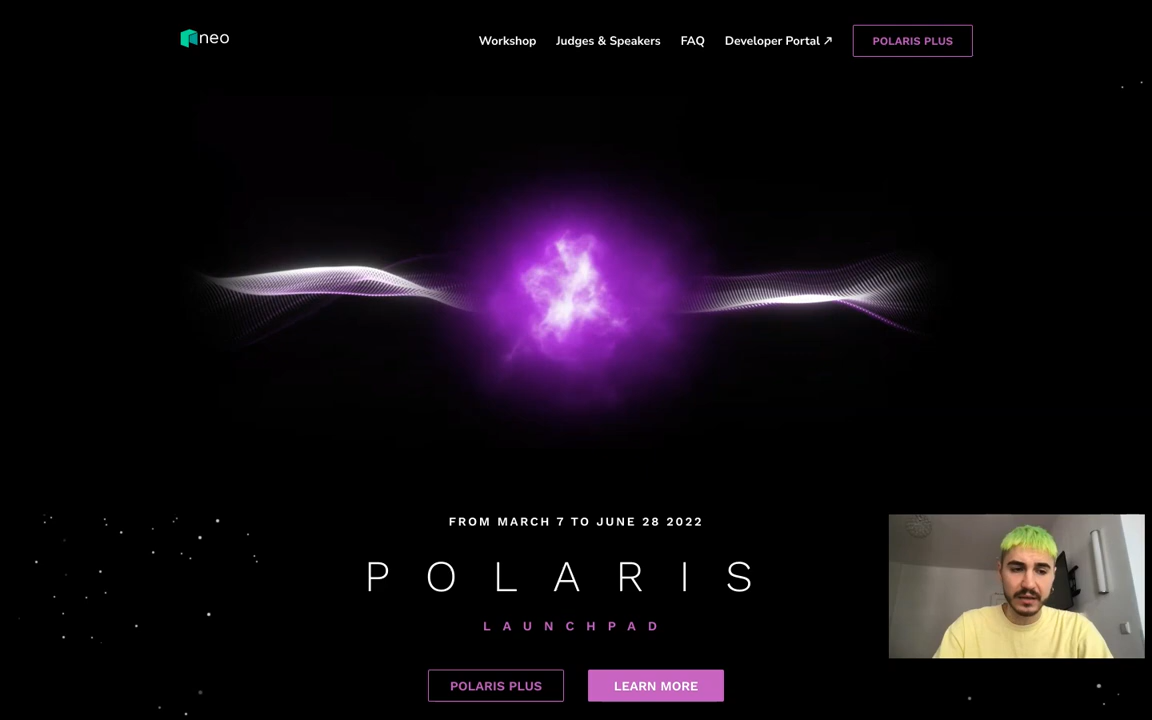 neo
Workshop Judges & Speakers FAQ Developer Portal ↗ POLARIS PLUS
FROM MARCH 7 TO JUNE 28 2022
POLARIS
LAUNCHPAD
POLARIS PLUS LEARN MORE